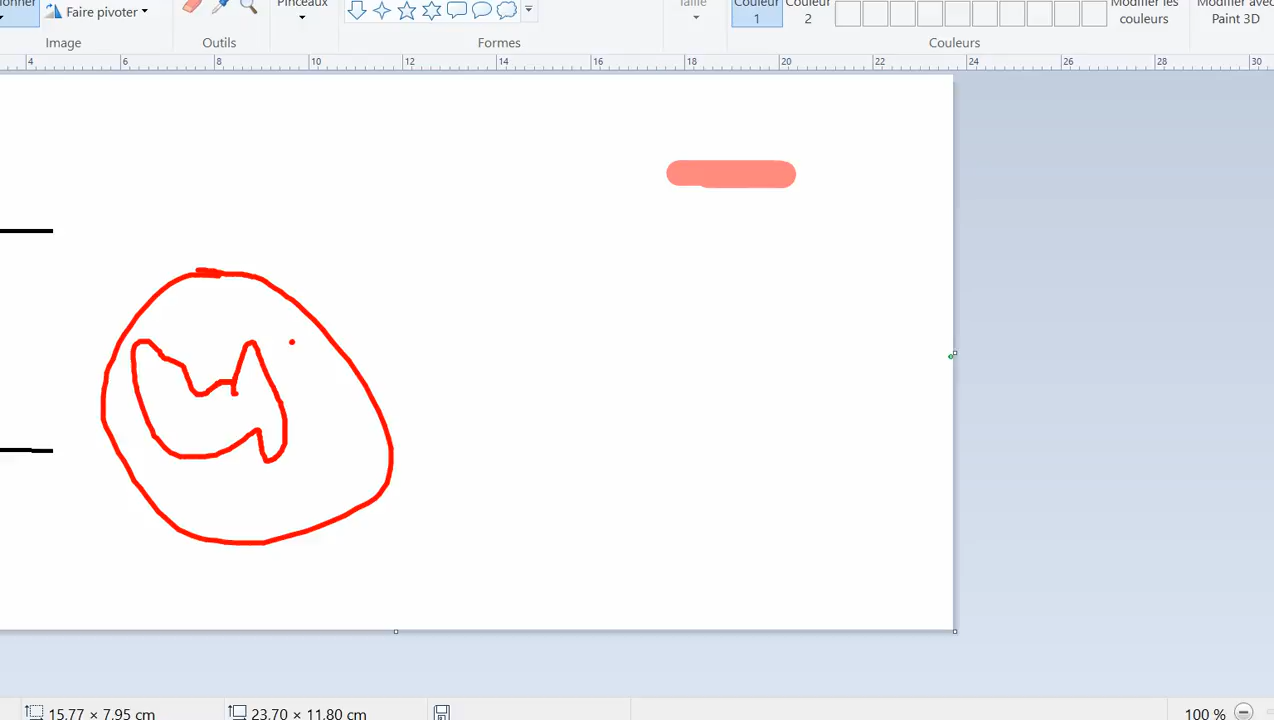 Faire pivoter
Modifier les
couleurs
Modifier avec
Paint 3D
Pinceaux
Taille
Couleur
1
Couleur
2
Image
Outils
Formes
Couleurs
4 6 8 10 12 14 16 18 20 22 24 26 28 30
15,77 × 7,95 cm
23,70 × 11,80 cm
100 %